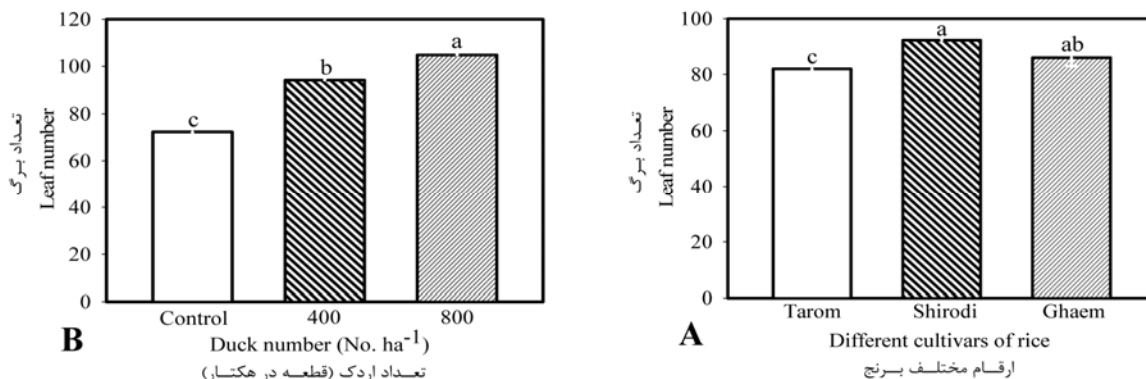 120
100
80
60
40
20
0
تعداد برگ
Leaf number
c
b
a
Control 400 800
Duck number (No. ha⁻¹)
تعداد اردک (قطعه در هکتار)
B
100
80
60
40
20
0
تعداد برگ
Leaf number
c
a
ab
Tarom Shirodi Ghaem
Different cultivars of rice
ارقام مختلف برنج
A